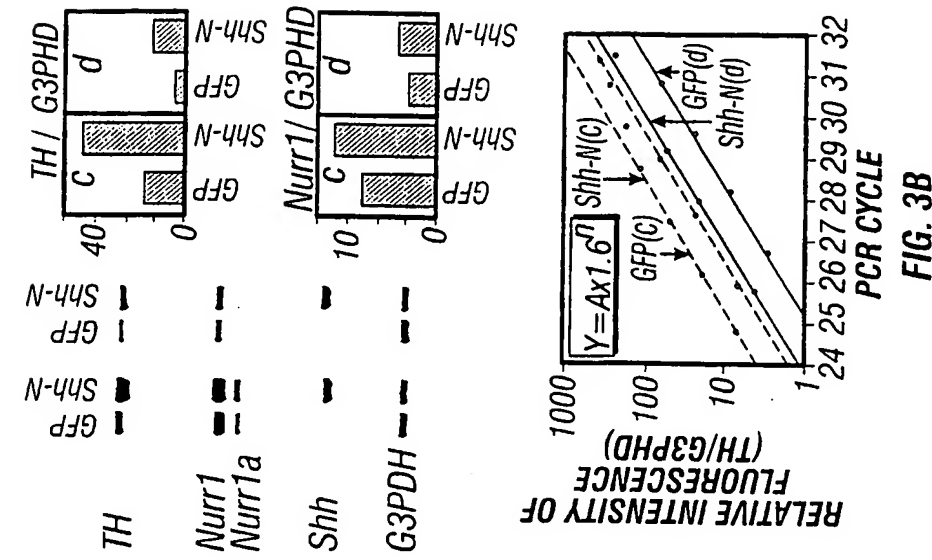 GFP
Shh-N
GFP
Shh-N
TH
Nurr1
Nurr1a
Shh
G3PDH
TH / G3PHD
40
0
c
d
GFP
Shh-N
GFP
Shh-N
Nurr1/ G3PHD
10
0
c
d
GFP
Shh-N
GFP
Shh-N
RELATIVE INTENSITY OF
FLUORESCENCE
(TH/G3PHD)
1000
100
10
1
Y=Ax1.6^n
Shh-N(C)
GFP(C)
GFP(d)
Shh-N(d)
24 25 26 27 28 29 30 31 32
PCR CYCLE
FIG. 3B